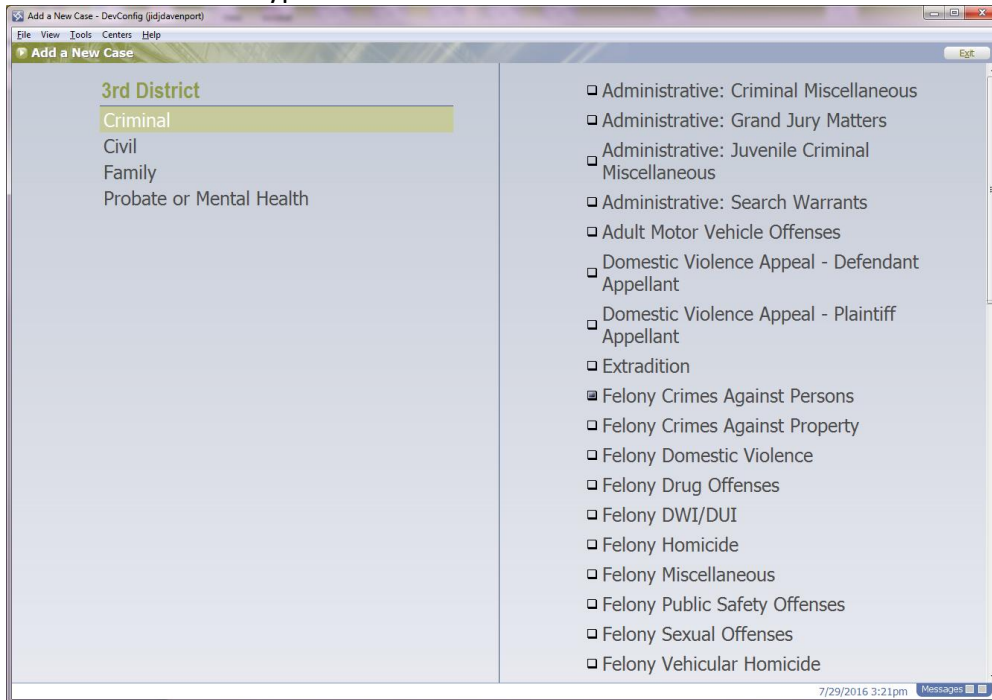 Add a New Case - DevConfig (jidjdavenport)
File View Tools Centers Help
Add a New Case
Exit
3rd District
Criminal
Civil
Family
Probate or Mental Health
Administrative: Criminal Miscellaneous
Administrative: Grand Jury Matters
Administrative: Juvenile Criminal
Miscellaneous
Administrative: Search Warrants
Adult Motor Vehicle Offenses
Domestic Violence Appeal - Defendant
Appellant
Domestic Violence Appeal - Plaintiff
Appellant
Extradition
Felony Crimes Against Persons
Felony Crimes Against Property
Felony Domestic Violence
Felony Drug Offenses
Felony DWI/DUI
Felony Homicide
Felony Miscellaneous
Felony Public Safety Offenses
Felony Sexual Offenses
Felony Vehicular Homicide
7/29/2016 3:21pm Messages